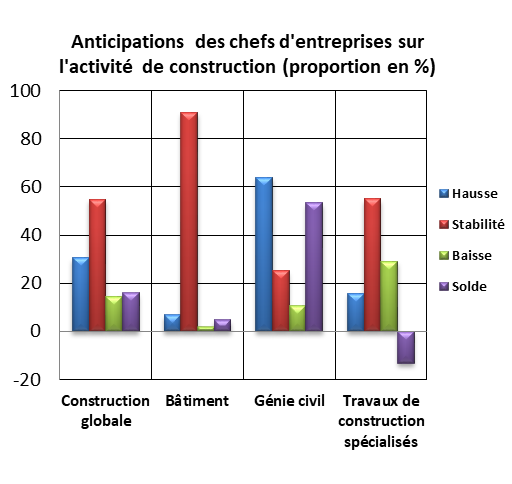 Anticipations des chefs d'entreprises sur
l'activité de construction (proportion en %)
100
80
60
40
20
0
-20
Hausse
Stabilité
Baisse
Solde
Construction
globale
Bâtiment
Génie civil
Travaux de
construction
spécialisés